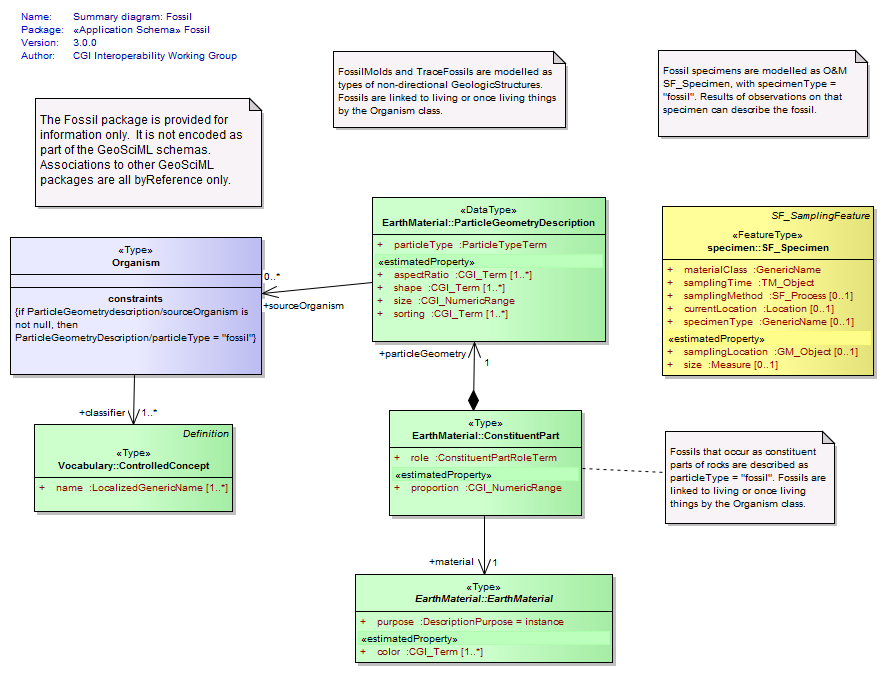 Name: Summary diagram: Fossil
Package: «Application Schema» Fossil
Version: 3.0.0
Author: CGI Interoperability Working Group
FossilMolds and TraceFossils are modelled as
types of non-directional GeologicStructures.
Fossils are linked to living or once living things
by the Organism class.
Fossil specimens are modelled as O&M
SF_Specimen, with specimenType =
"fossil". Results of observations on that
specimen can describe the fossil.
The Fossil package is provided for
information only. It is not encoded as
part of the GeoSciML schemas.
Associations to other GeoSciML
packages are all byReference only.
«DataType»
EarthMaterial::ParticleGeometryDescription
+ particleType :ParticleTypeTerm
«estimatedProperty»
+ aspectRatio :CGI_Term [1..*]
+ shape :CGI_Term [1..*]
+ size :CGI_NumericRange
+ sorting :CGI_Term [1..*]
SF_SamplingFeature
«FeatureType»
specimen::SF_Specimen
+ materialClass :GenericName
+ samplingTime :TM_Object
+ samplingMethod :SF_Process [0..1]
+ currentLocation :Location [0..1]
+ specimenType :GenericName [0..1]
«estimatedProperty»
+ samplingLocation :GM_Object [0..1]
+ size :Measure [0..1]
«Type»
Organism
constraints
{if ParticleGeometrydescription/sourceOrganism is
not null, then
ParticleGeometryDescription/particleType = "fossil"}
0..*
+sourceOrganism
+particleGeometry
1
+classifier
1..*
Definition
«Type»
Vocabulary::ControlledConcept
+ name :LocalizedGenericName [1..*]
«Type»
EarthMaterial::ConstituentPart
+ role :ConstituentPartRoleTerm
«estimatedProperty»
+ proportion :CGI_NumericRange
Fossils that occur as constituent
parts of rocks are described as
particleType = "fossil". Fossils are
linked to living or once living
things by the Organism class.
+material
1
«Type»
EarthMaterial::EarthMaterial
+ purpose :DescriptionPurpose = instance
«estimatedProperty»
+ color :CGI_Term [1..*]